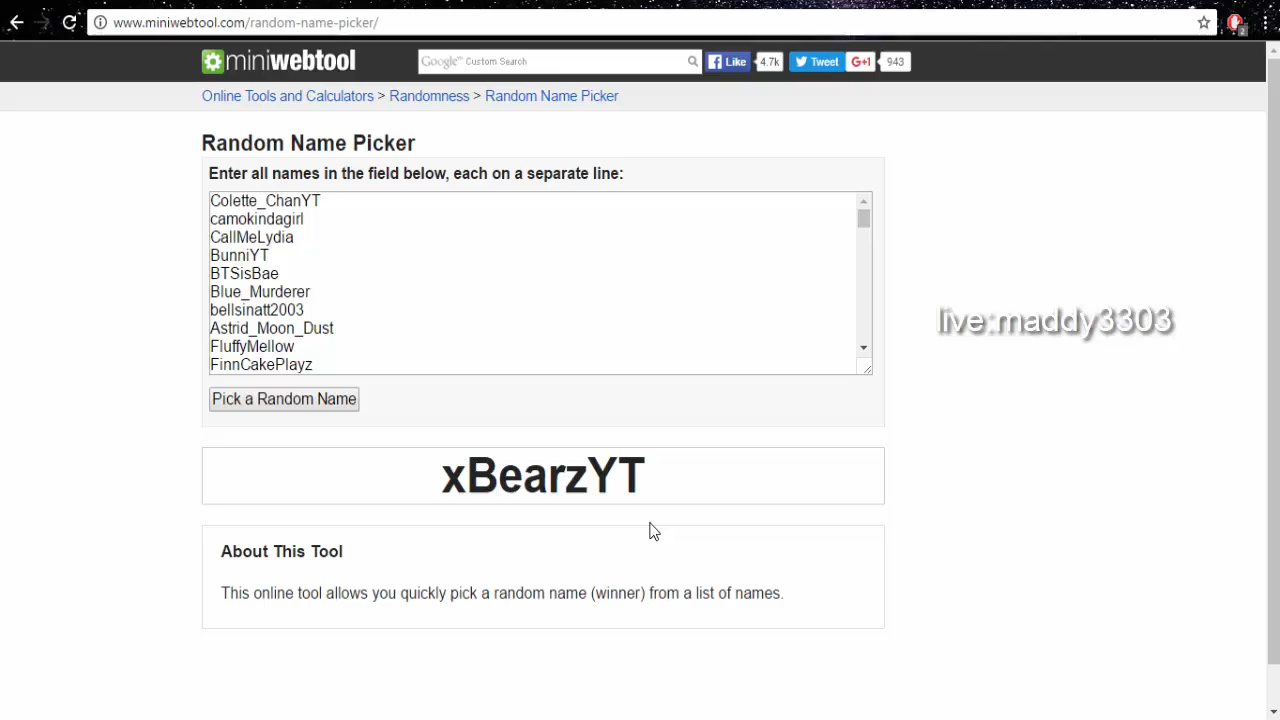 www.miniwebtool.com/random-name-picker/
2
miniwebtool
Google™ Custom Search
Like
4.7k
Tweet
G+1
943
Online Tools and Calculators > Randomness > Random Name Picker
Random Name Picker
Enter all names in the field below, each on a separate line:
Colette_ChanYT
camokindagirl
CallMeLydia
BunniYT
BTSisBae
Blue_Murderer
bellsinatt2003
Astrid_Moon_Dust
FluffyMellow
FinnCakePlayz
live:maddy3303
Pick a Random Name
xBearzYT
About This Tool
This online tool allows you quickly pick a random name (winner) from a list of names.